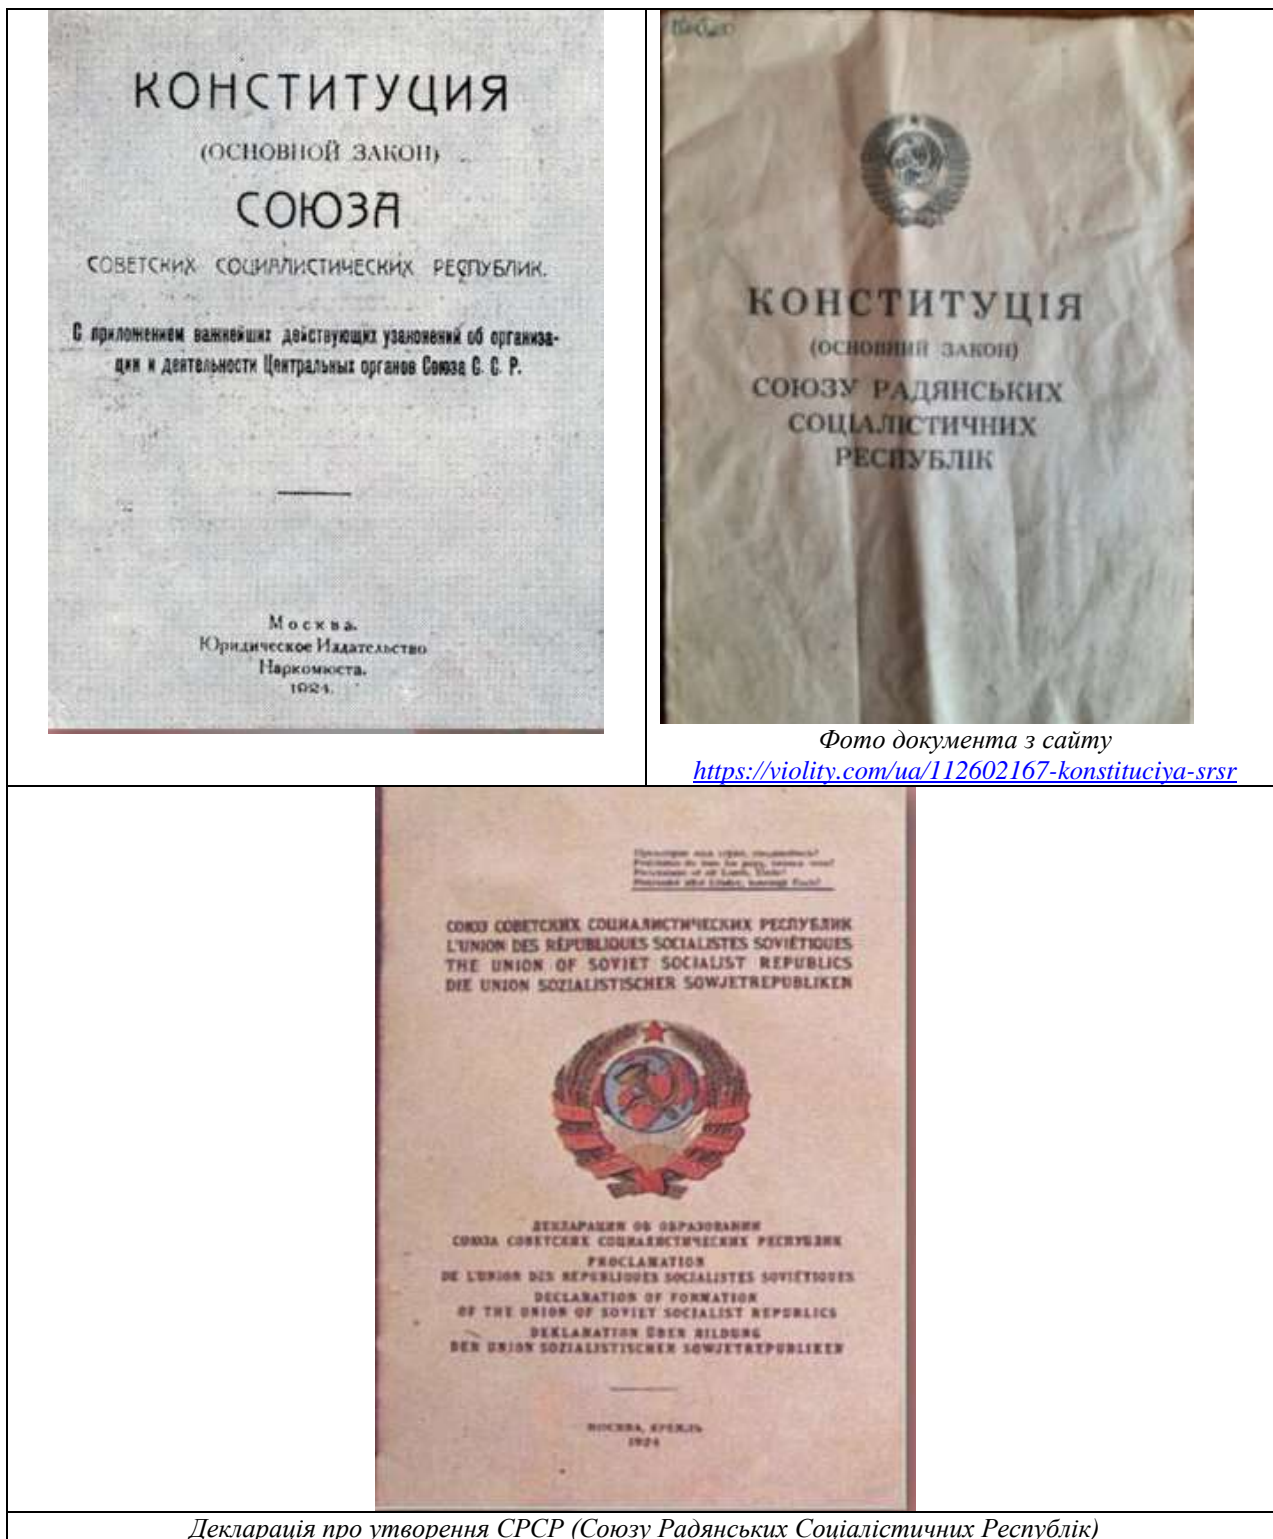 КОНСТИТУЦИЯ
(ОСНОВНОЙ ЗАКОН)
СОЮЗА
СОВЕТСКИХ СОЦИАЛИСТИЧЕСКИХ РЕСПУБЛИК.
С приложением важнейших действующих узаконений об организа-
ции и деятельности Центральных органов Союза С. С. Р.
Москва.
Юридическое Издательство
Наркомюста.
1924.
КОНСТИТУЦІЯ
(ОСНОВНИЙ ЗАКОН)
СОЮЗУ РАДЯНСЬКИХ
СОЦІАЛІСТИЧНИХ
РЕСПУБЛІК
Фото документа з сайту
https://violity.com/ua/112602167-konstituciya-srsr
СОЮЗ СОВЕТСКИХ СОЦИАЛИСТИЧЕСКИХ РЕСПУБЛИК
L'UNION DES RÉPUBLIQUES SOCIALISTES SOVIÉTIQUES
THE UNION OF SOVIET SOCIALIST REPUBLICS
DIE UNION SOZIALISTISCHER SOWJETREPUBLIKEN
ДЕКЛАРАЦИЯ ОБ ОБРАЗОВАНИИ
СОЮЗА СОВЕТСКИХ СОЦИАЛИСТИЧЕСКИХ РЕСПУБЛИК
PROCLAMATION
DE L'UNION DES RÉPUBLIQUES SOCIALISTES SOVIÉTIQUES
DECLARATION OF FORMATION
OF THE UNION OF SOVIET SOCIALIST REPUBLICS
DEKLARATION ÜBER BILDUNG
DER UNION SOZIALISTISCHER SOWJETREPUBLIKEN
МОСКВА, КРЕМЛЬ
1924
Декларація про утворення СРСР (Союзу Радянських Соціалістичних Республік)